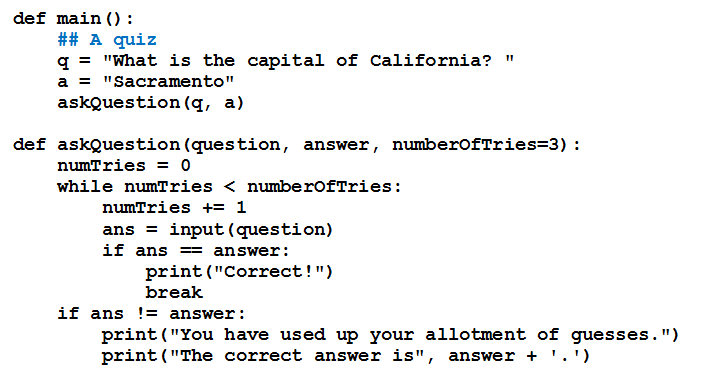 def main():
    ## A quiz
    q = "What is the capital of California? "
    a = "Sacramento"
    askQuestion(q, a)

def askQuestion(question, answer, numberOfTries=3):
    numTries = 0
    while numTries < numberOfTries:
        numTries += 1
        ans = input(question)
        if ans == answer:
            print("Correct!")
            break
    if ans != answer:
        print("You have used up your allotment of guesses.")
        print("The correct answer is", answer + '.')